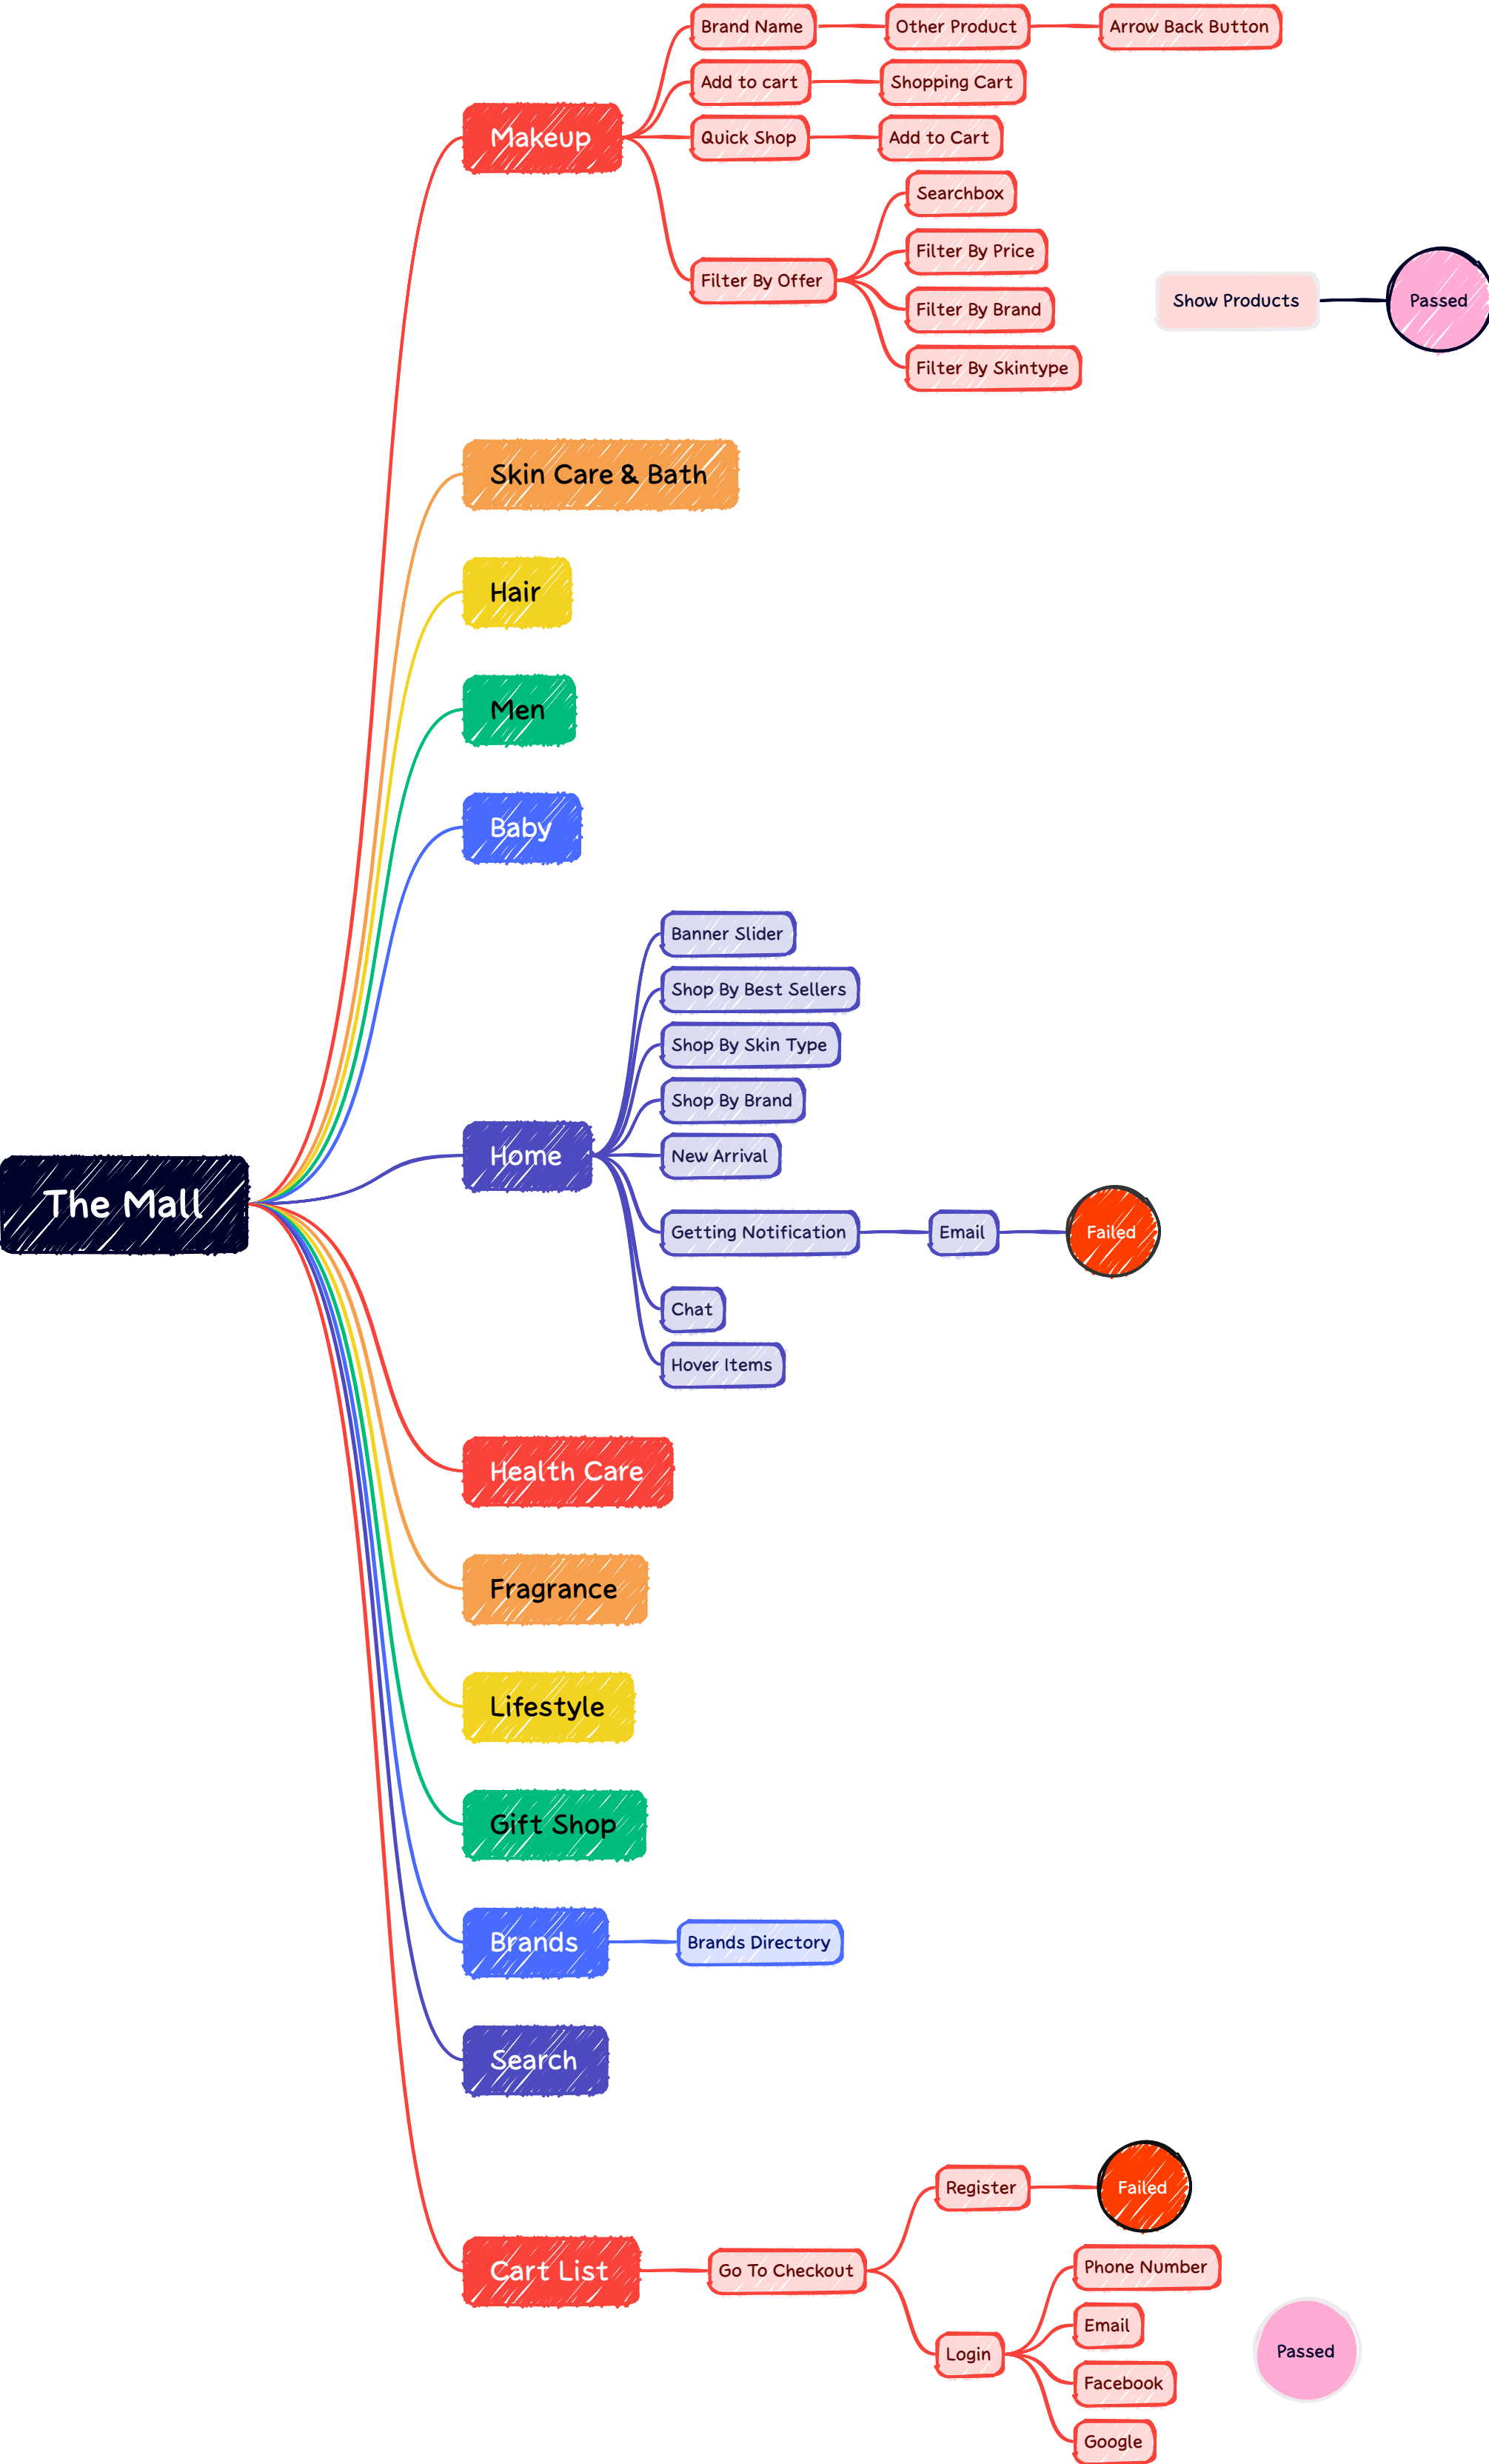 Brand Name
Other Product
Arrow Back Button
Add to cart
Shopping Cart
Makeup
Quick Shop
Add to Cart
Searchbox
Filter By Price
Filter By Offer
Show Products
Passed
Filter By Brand
Filter By Skintype
Skin Care & Bath
Hair
Men
Baby
Banner Slider
Shop By Best Sellers
Shop By Skin Type
Shop By Brand
Home
New Arrival
The Mall
Getting Notification
Email
Failed
Chat
Hover Items
Health Care
Fragrance
Lifestyle
Gift Shop
Brands
Brands Directory
Search
Register
Failed
Cart List
Go To Checkout
Phone Number
Email
Login
Passed
Facebook
Google